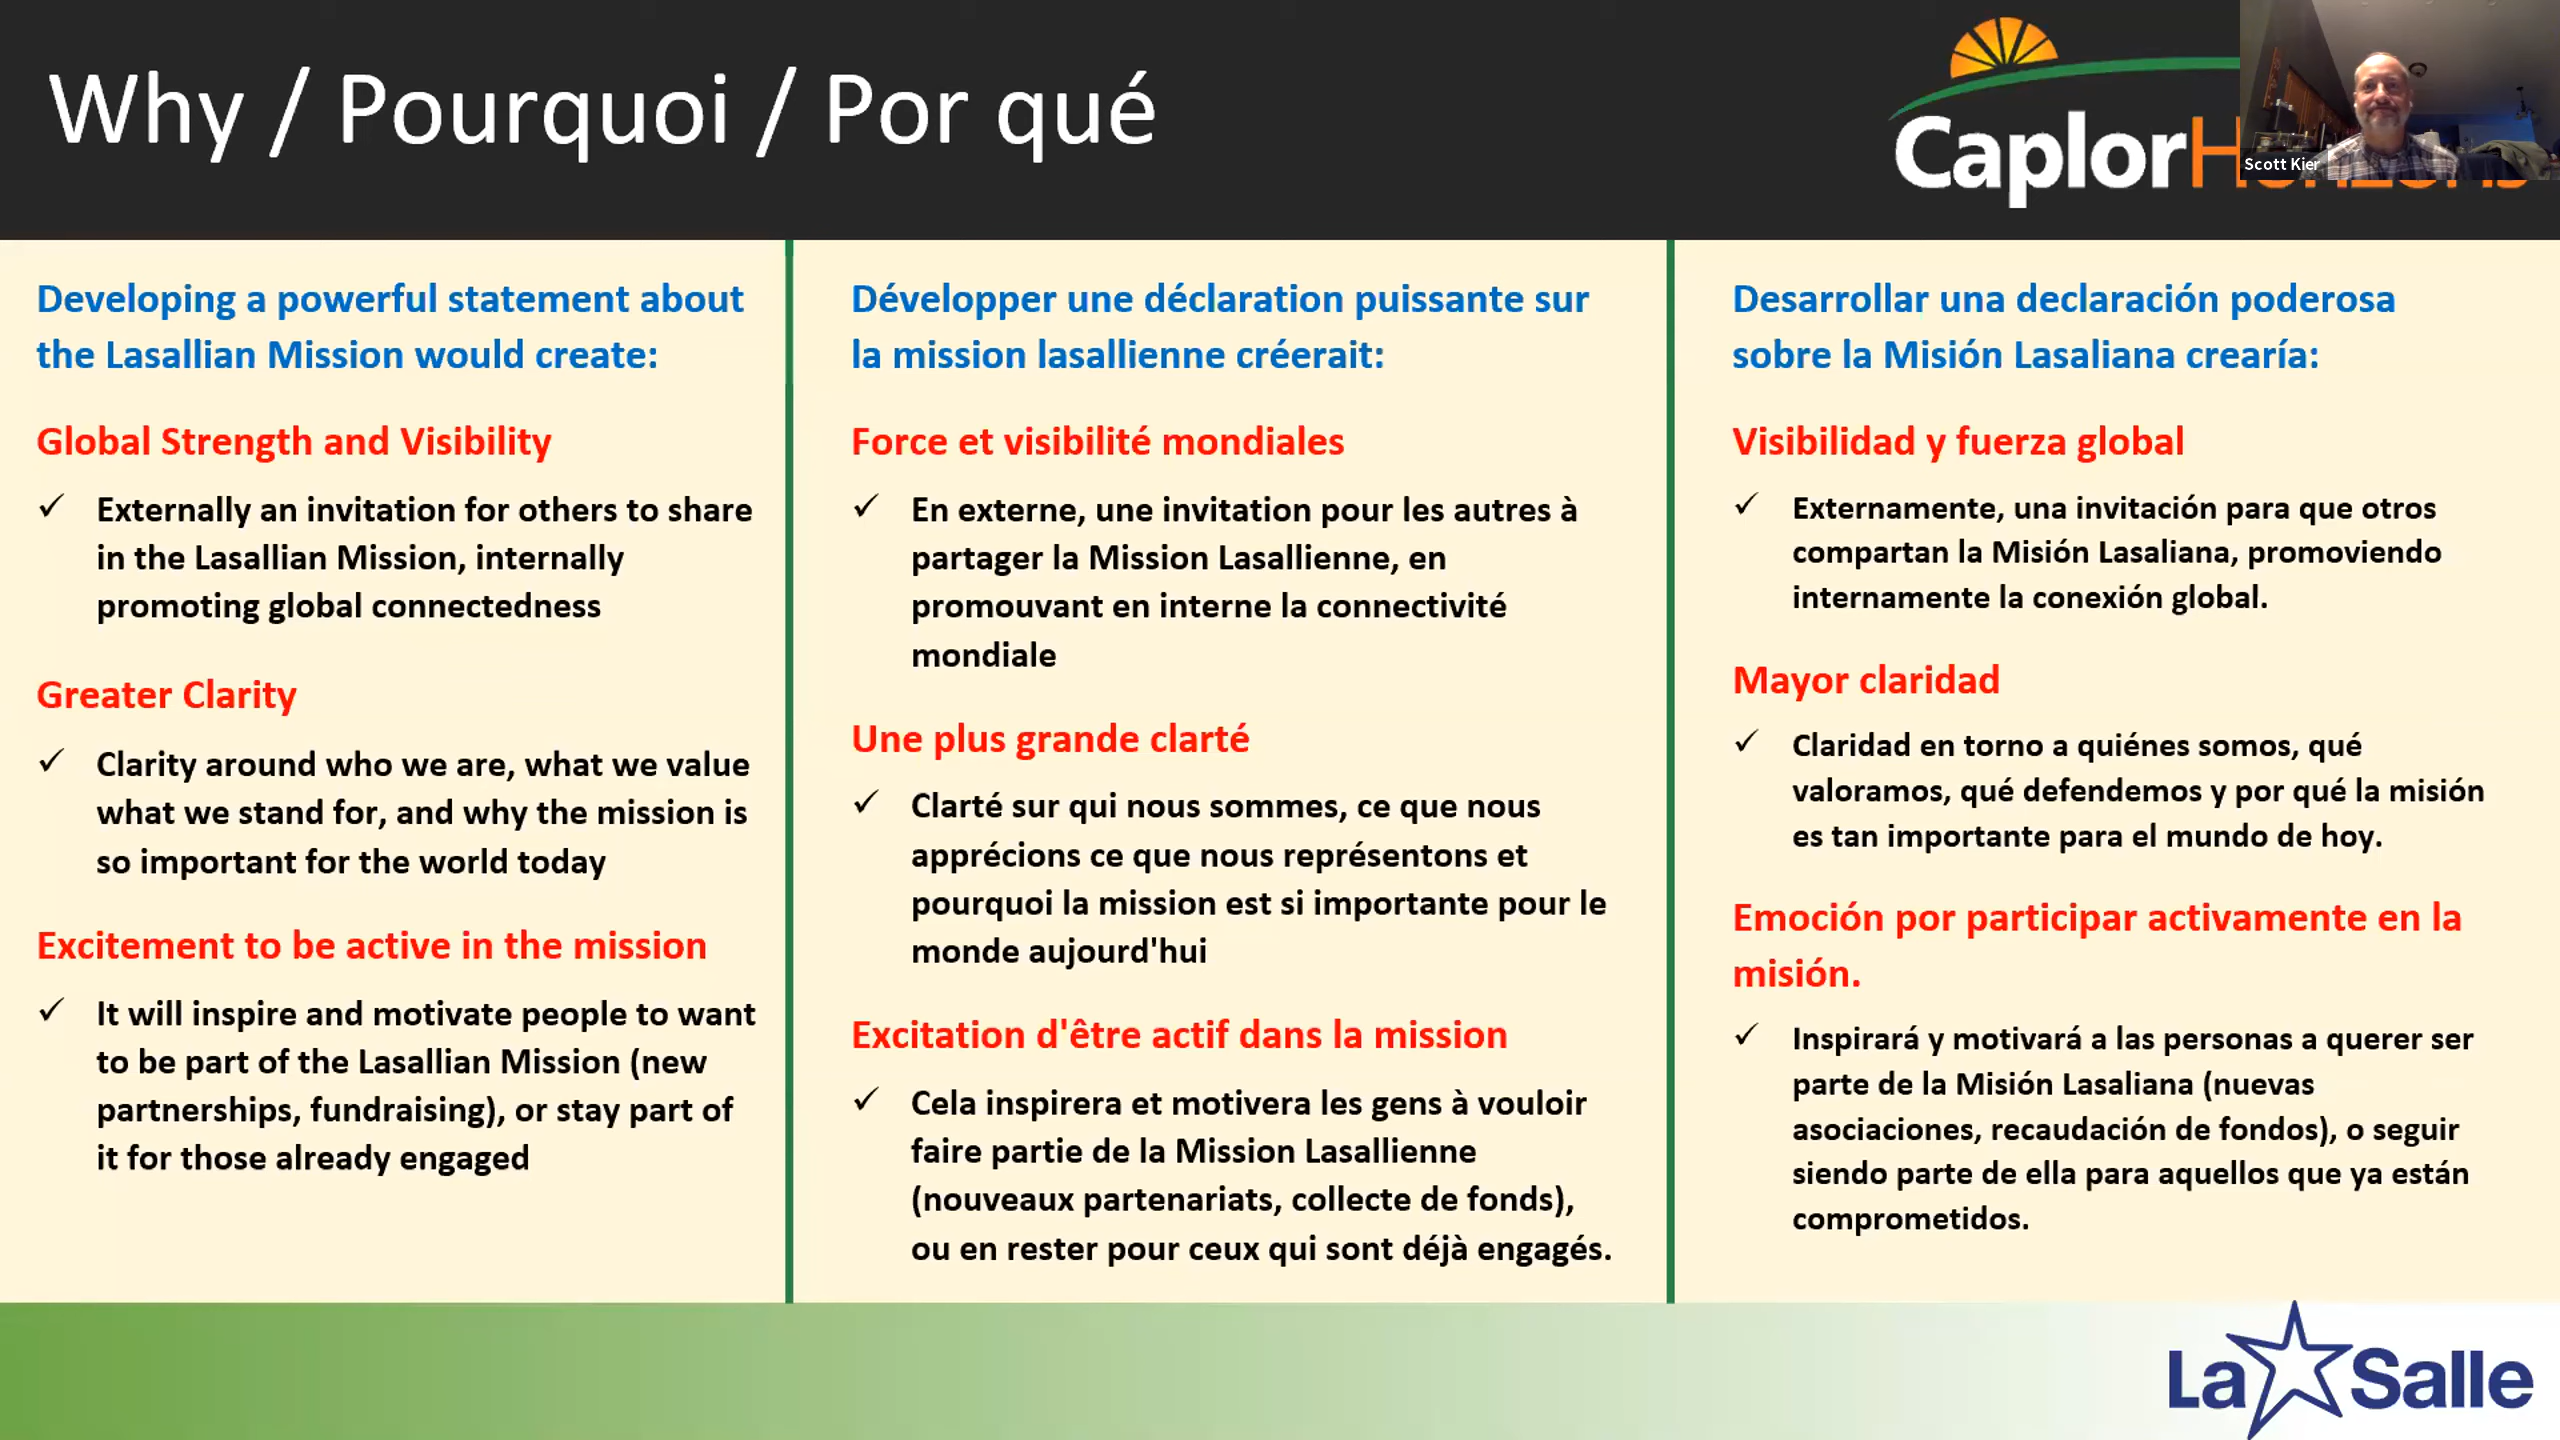 Why / Pourquoi / Por qué
Caplor
Scott Kier
Developing a powerful statement about
the Lasallian Mission would create:
Global Strength and Visibility
✓ Externally an invitation for others to share
in the Lasallian Mission, internally
promoting global connectedness
Greater Clarity
✓ Clarity around who we are, what we value
what we stand for, and why the mission is
so important for the world today
Excitement to be active in the mission
✓ It will inspire and motivate people to want
to be part of the Lasallian Mission (new
partnerships, fundraising), or stay part of
it for those already engaged
Développer une déclaration puissante sur
la mission lasallienne créerait:
Force et visibilité mondiales
✓ En externe, une invitation pour les autres à
partager la Mission Lasallienne, en
promouvant en interne la connectivité
mondiale
Une plus grande clarté
✓ Clarté sur qui nous sommes, ce que nous
apprécions ce que nous représentons et
pourquoi la mission est si importante pour le
monde aujourd'hui
Excitation d'être actif dans la mission
✓ Cela inspirera et motivera les gens à vouloir
faire partie de la Mission Lasallienne
(nouveaux partenariats, collecte de fonds),
ou en rester pour ceux qui sont déjà engagés.
Desarrollar una declaración poderosa
sobre la Misión Lasaliana crearía:
Visibilidad y fuerza global
✓ Externamente, una invitación para que otros
compartan la Misión Lasaliana, promoviendo
internamente la conexión global.
Mayor claridad
✓ Claridad en torno a quiénes somos, qué
valoramos, qué defendemos y por qué la misión
es tan importante para el mundo de hoy.
Emoción por participar activamente en la
misión.
✓ Inspirará y motivará a las personas a querer ser
parte de la Misión Lasaliana (nuevas
asociaciones, recaudación de fondos), o seguir
siendo parte de ella para aquellos que ya están
comprometidos.
La Salle